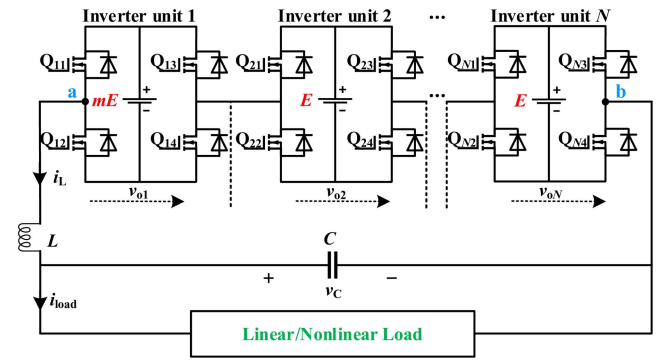 Inverter unit 1 Inverter unit 2 ... Inverter unit N
Q11 Q13 Q21 Q23 ... QN1 QN3
a mE + − E + − E + − b
Q12 Q14 Q22 Q24 QN2 QN4
iL vo1 vo2 voN
L C
+ −
vC
iload
Linear/Nonlinear Load